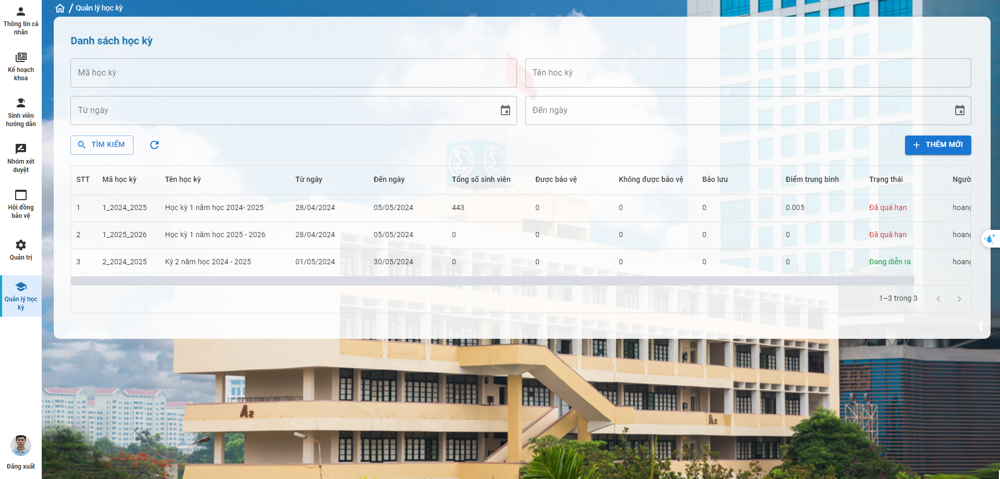 Quản lý học kỳ
Thông tin cá
nhân
Kế hoạch
khoa
Sinh viên
hướng dẫn
Nhóm xét
duyệt
Hội đồng
bảo vệ
Quản trị
Quản lý học
kỳ
Đăng xuất
Danh sách học kỳ
Mã học kỳ
Tên hoc kỳ
Từ ngày
Đến ngày
TÌM KIẾM
THÊM MỚI
STT Mã học kỳ Tên học kỳ Từ ngày Đến ngày Tổng số sinh viên Được bảo vệ Không được bảo vệ Bảo lưu Điểm trung bình Trạng thái Ngườ
1 1_2024_2025 Học kỳ 1 năm học 2024- 2025 28/04/2024 05/05/2024 443 0 0 0 0.005 Đã quá hạn hoang
2 1_2025_2026 Học kỳ 1 năm học 2025 - 2026 28/04/2024 05/05/2024 0 0 0 0 0 Đã quá hạn hoang
3 2_2024_2025 Kỳ 2 năm học 2024 - 2025 01/05/2024 30/05/2024 0 0 0 0 0 Đang diễn ra hoang
1–3 trong 3